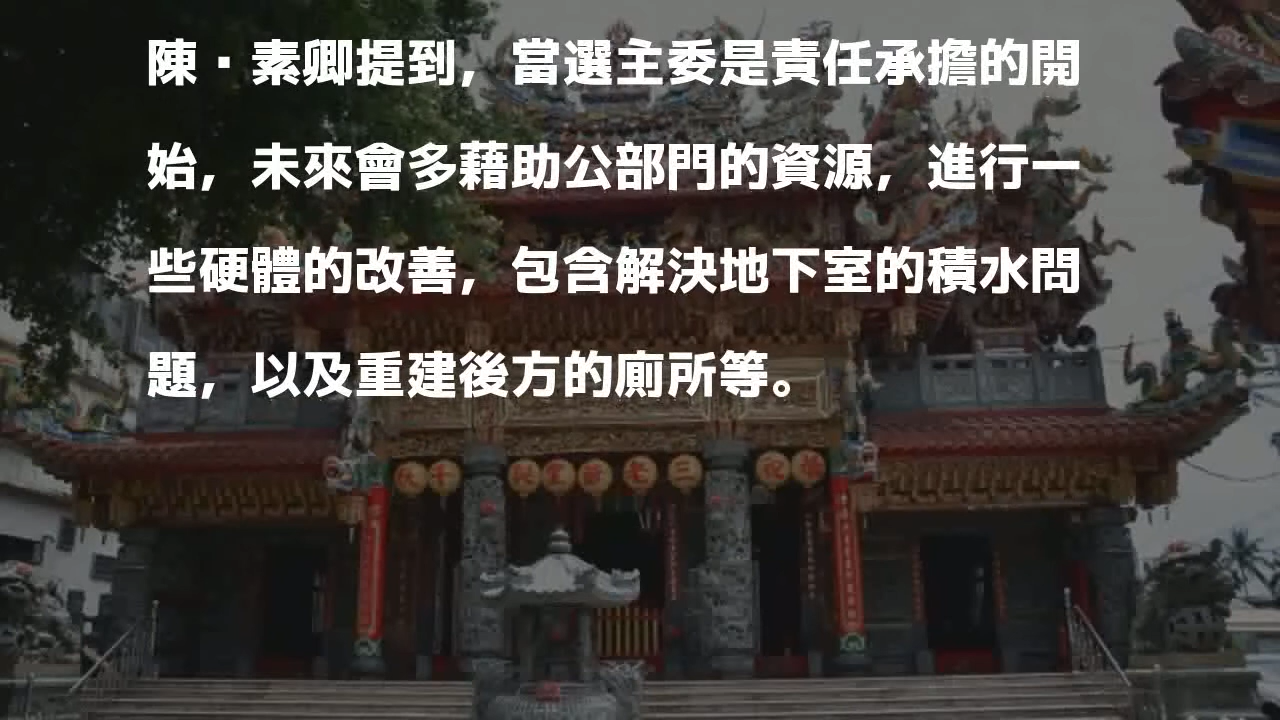 陳·素卿提到，當選主委是責任承擔的開
始，未來會多藉助公部門的資源，進行一
些硬體的改善，包含解決地下室的積水問
題，以及重建後方的廁所等。